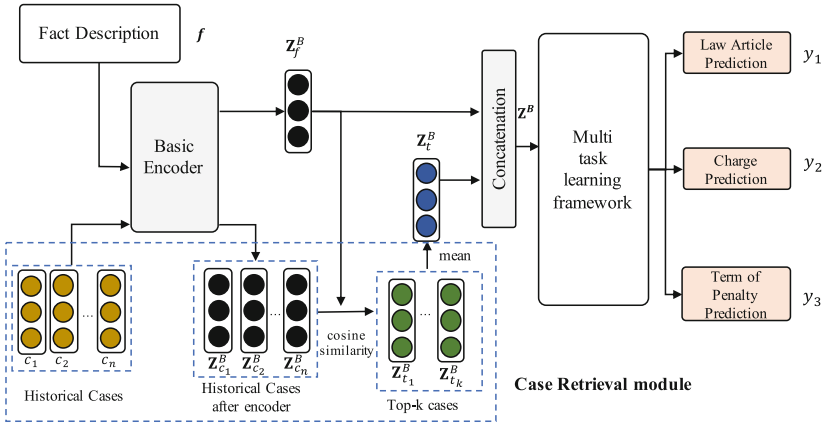 Fact Description
f
Z_f^B
Basic
Encoder
Concatenation
Z^B
Multi
task
learning
framework
Law Article
Prediction
y_1
Charge
Prediction
y_2
Term of
Penalty
Prediction
y_3
Z_t^B
mean
c_1 c_2 ... c_n
Historical Cases
...
Z_{c_1}^B Z_{c_2}^B Z_{c_n}^B
Historical Cases
after encoder
cosine
similarity
...
Z_{t_1}^B Z_{t_k}^B
Top-k cases
Case Retrieval module